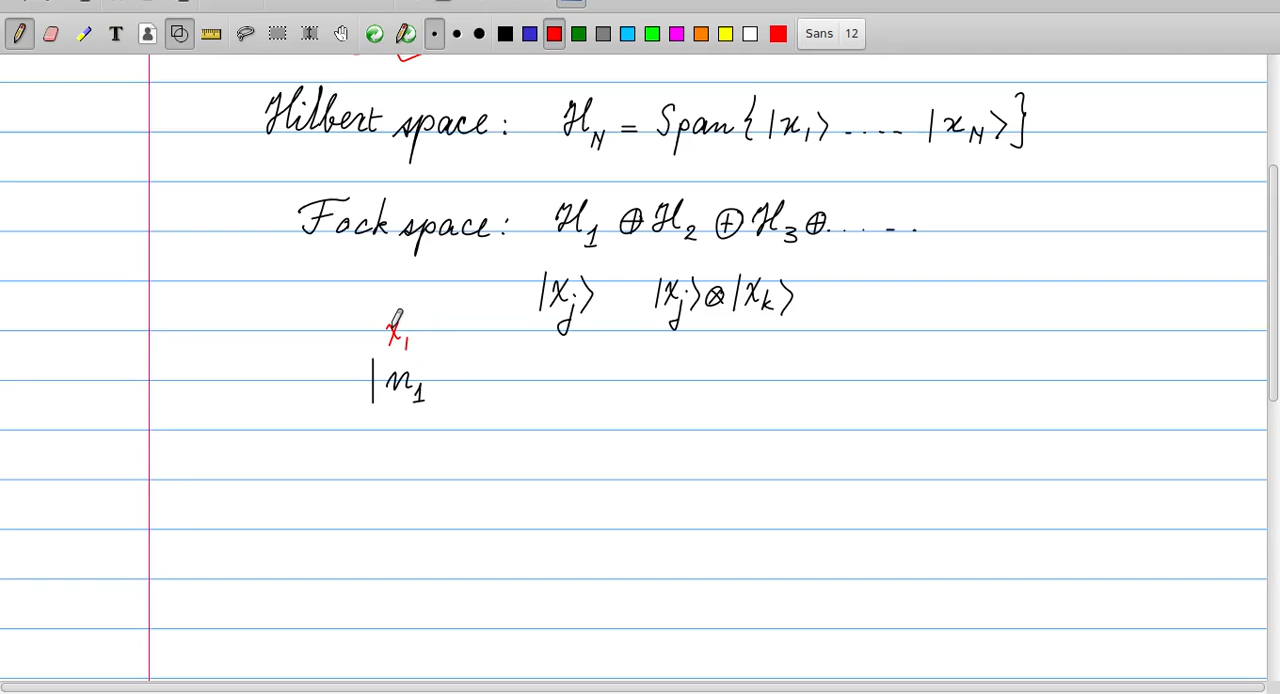 T Sans 12
Hilbert space : ℋ_N = Span{ |x₁⟩ ..... |x_N⟩ }
Fock space : ℋ₁ ⊕ ℋ₂ ⊕ ℋ₃ ⊕ ......
|x_j⟩ |x_j⟩ ⊗ |x_k⟩
x₁
| n₁